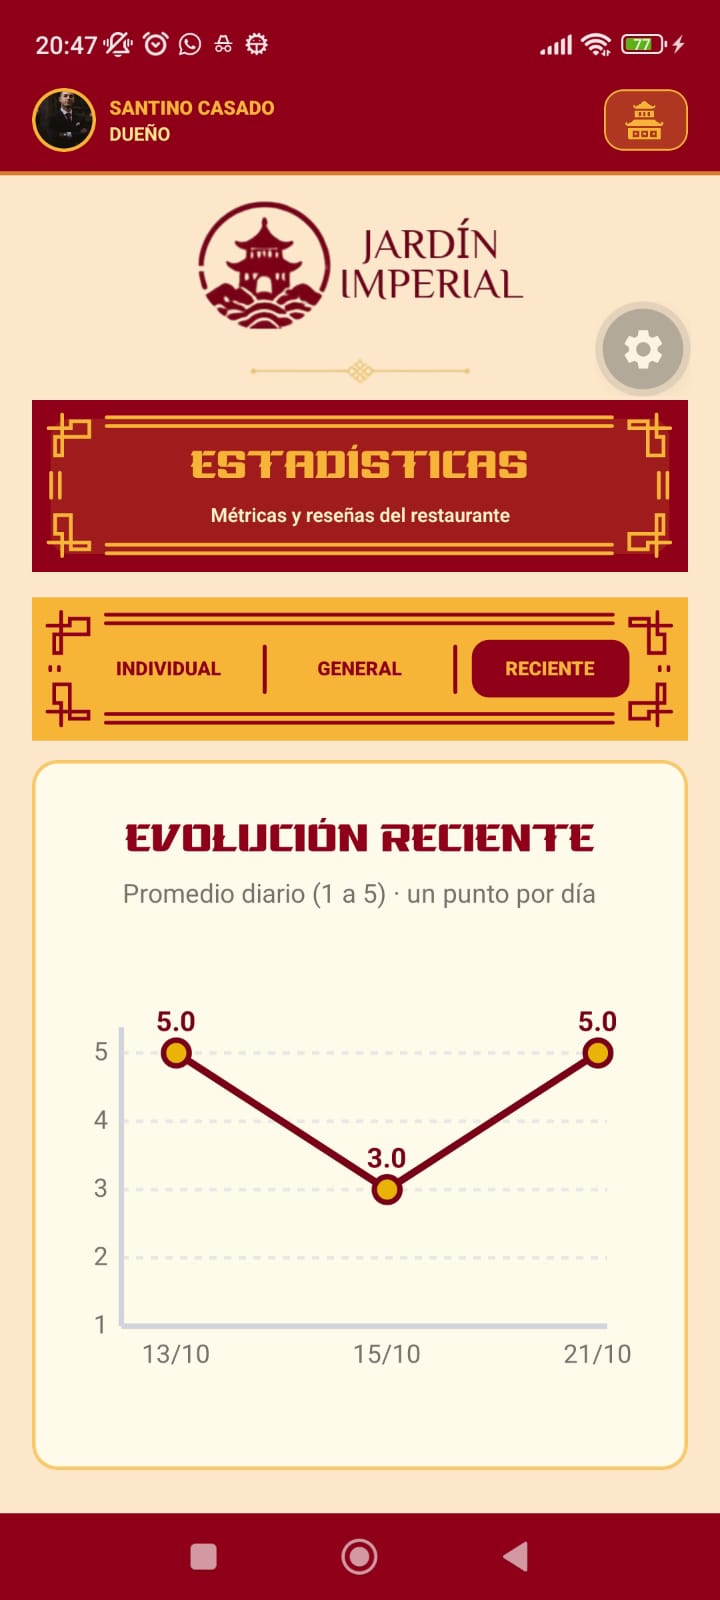 20:47
77
SANTINO CASADO
DUEÑO
JARDÍN
IMPERIAL
ESTADÍSTICAS
Métricas y reseñas del restaurante
INDIVIDUAL
GENERAL
RECIENTE
EVOLUCIÓN RECIENTE
Promedio diario (1 a 5) · un punto por día
5.0
5.0
5
4
3.0
3
2
1
13/10
15/10
21/10